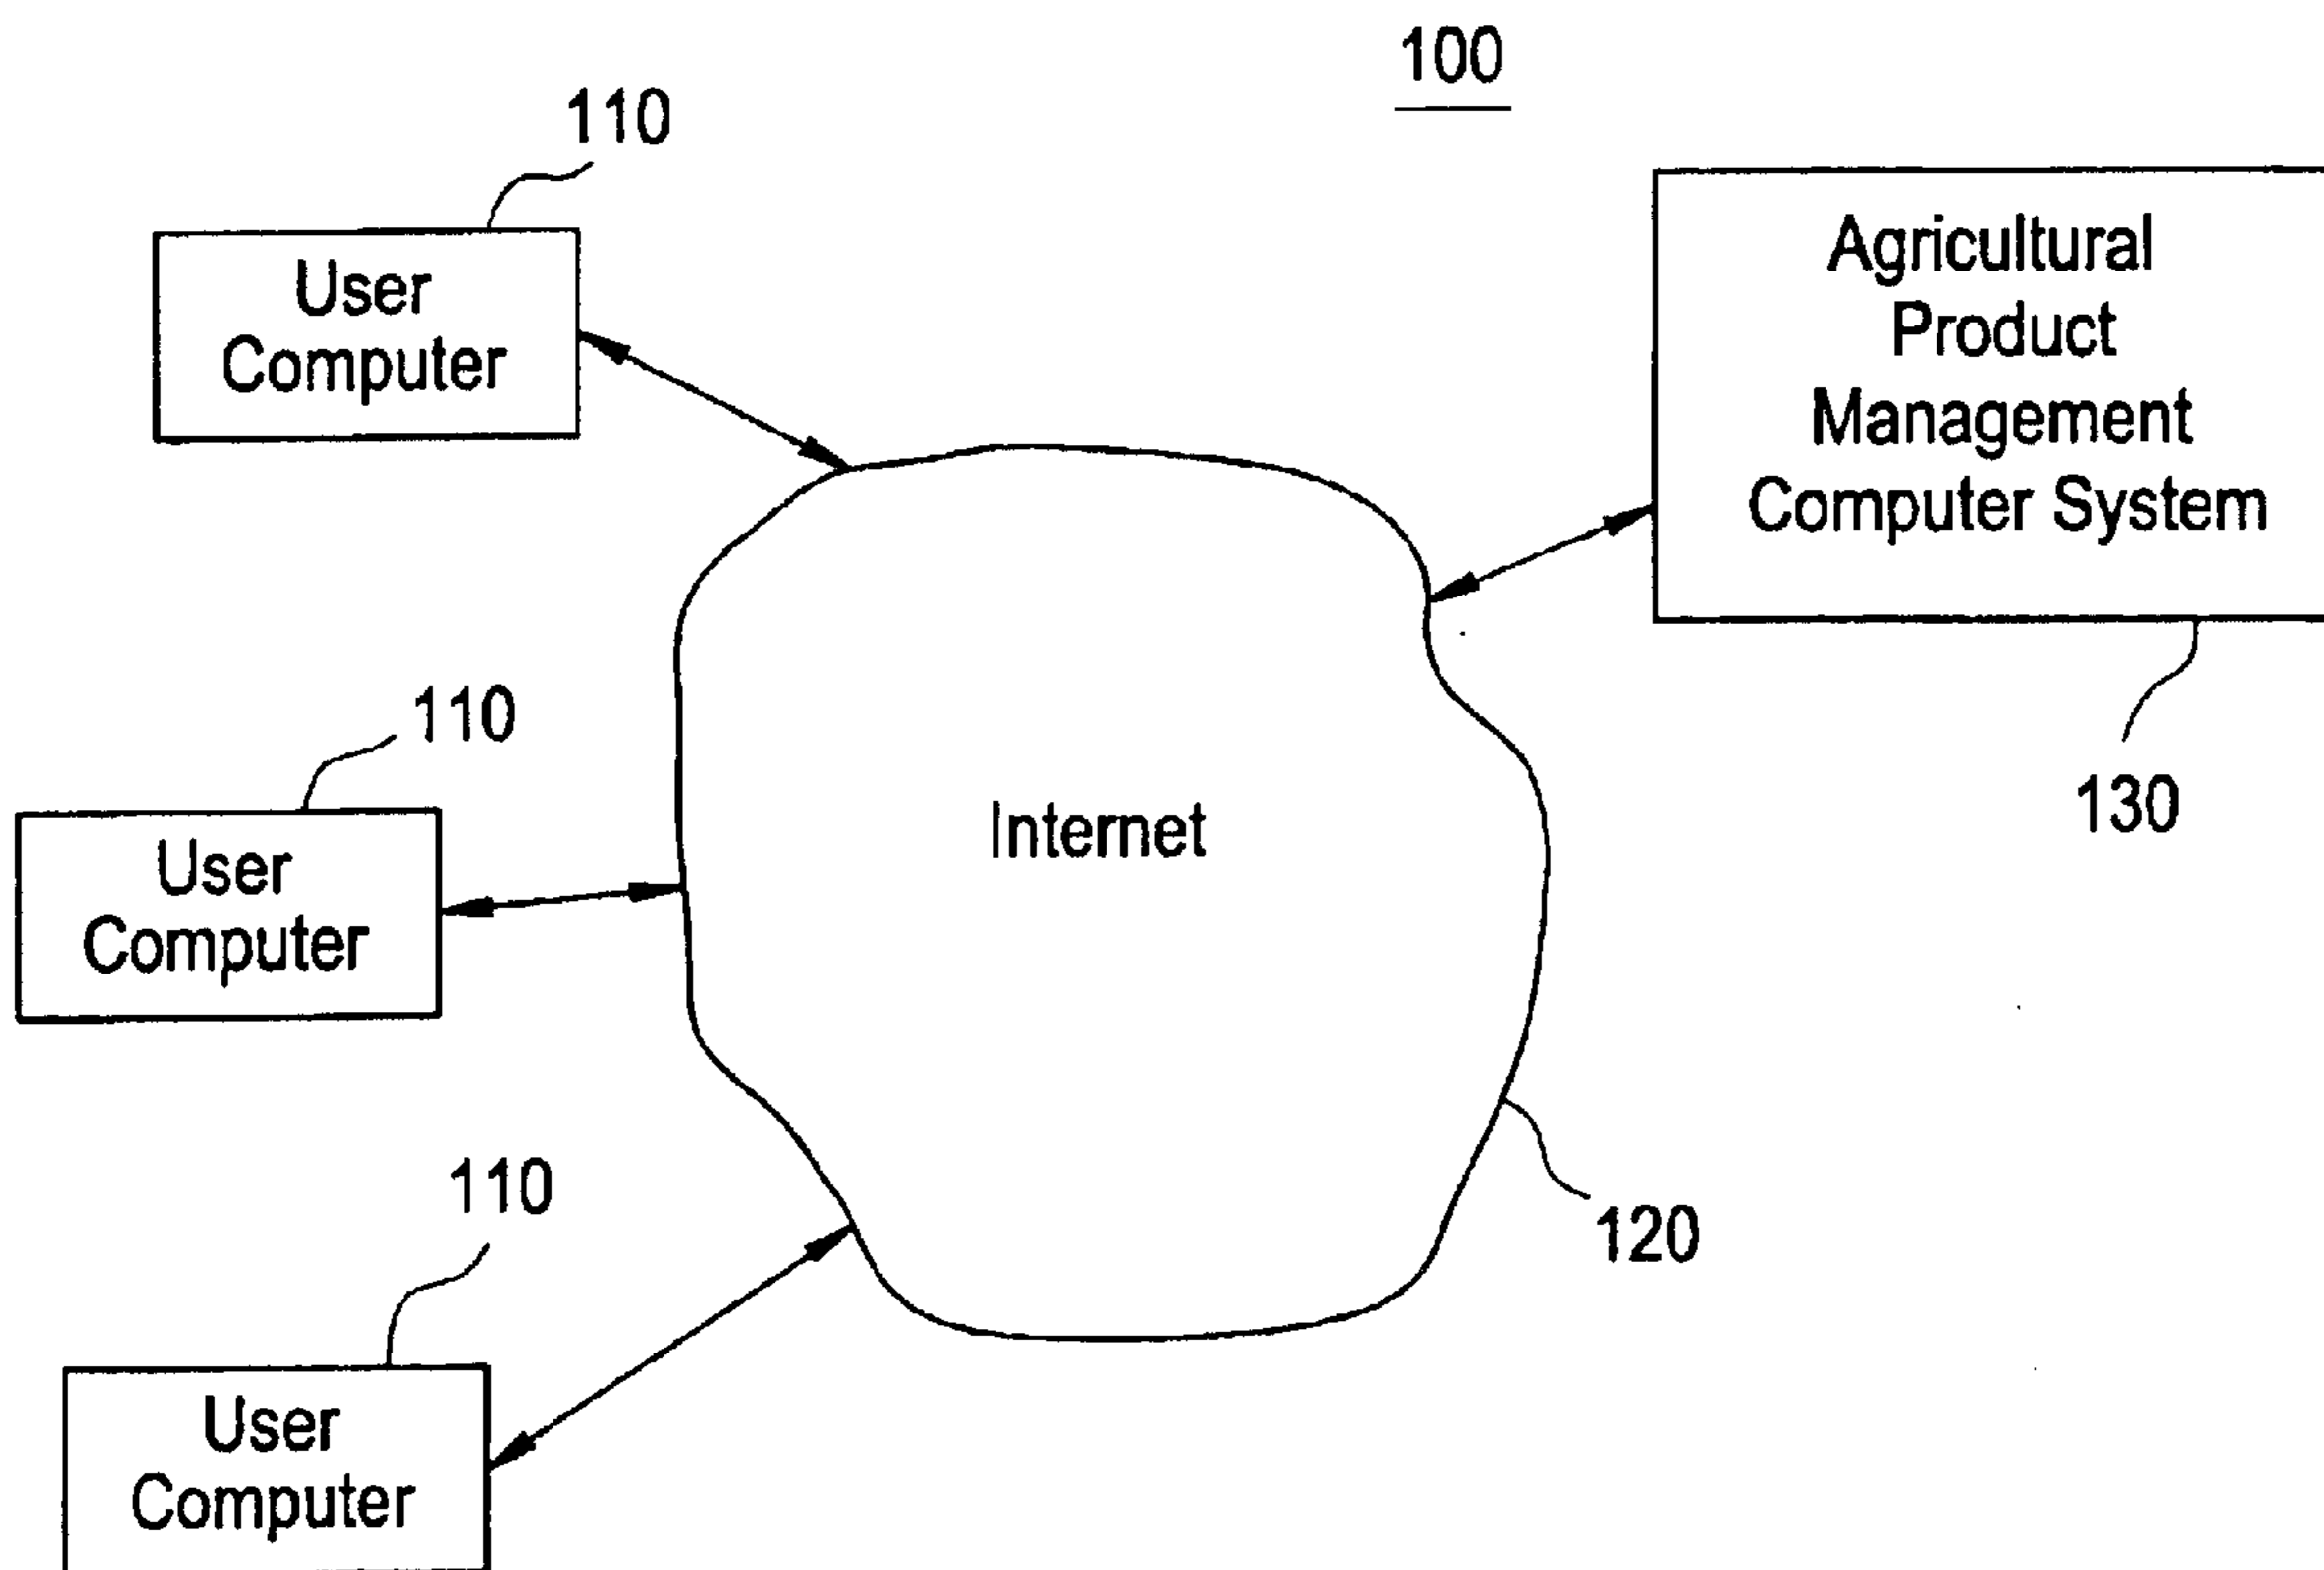 100
110
User
Computer
Agricultural
Product
Management
Computer System
130
110
User
Computer
Internet
120
110
User
Computer